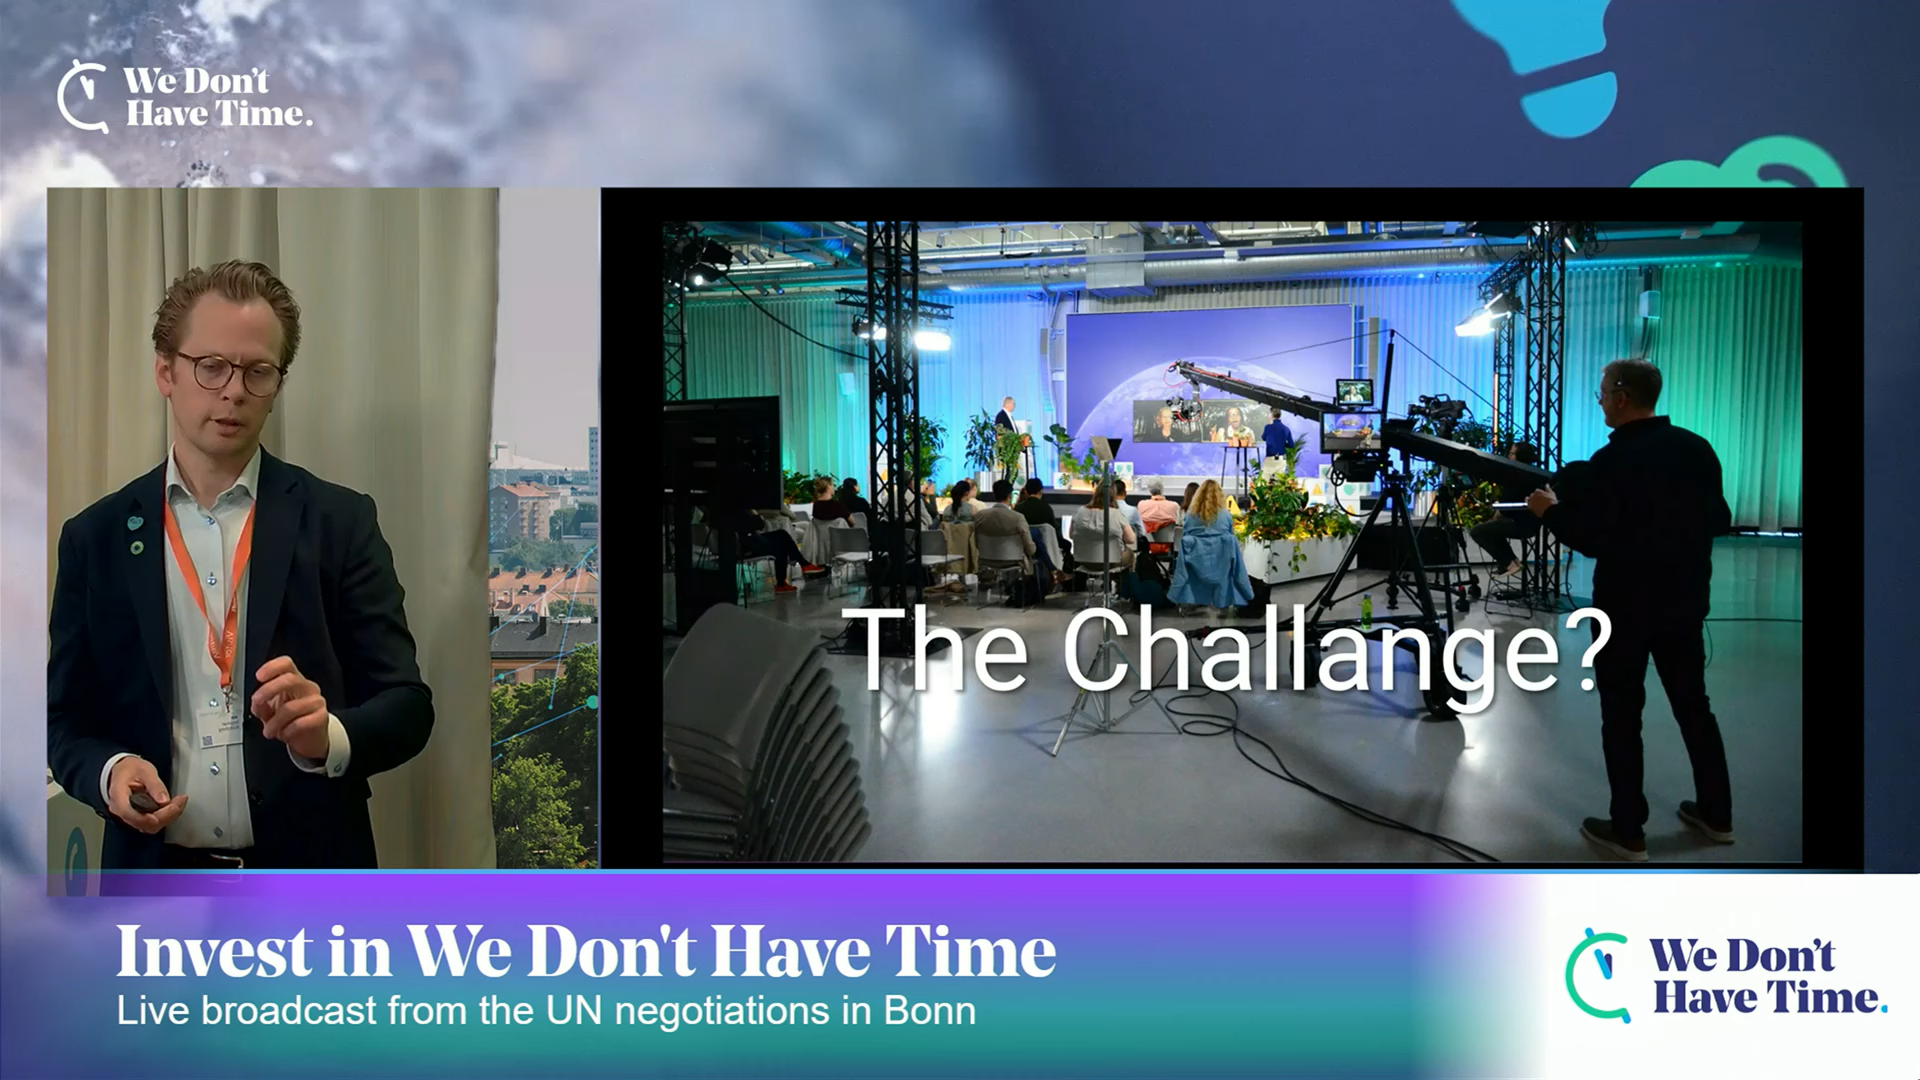 We Don't
Have Time.
The Challange?
Invest in We Don't Have Time
Live broadcast from the UN negotiations in Bonn
We Don't
Have Time.